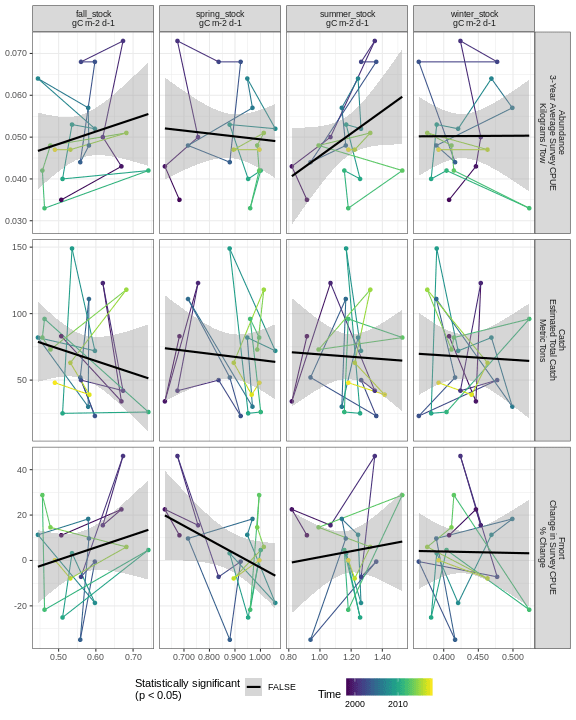 fall_stock
gC m-2 d-1
spring_stock
gC m-2 d-1
summer_stock
gC m-2 d-1
winter_stock
gC m-2 d-1
0.070
0.060
0.050
0.040
0.030
Abundance
3-Year Average Survey CPUE
Kilograms / Tow
150
100
50
Catch
Estimated Total Catch
Metric Tons
40
20
0
-20
Fmort
Change in Survey CPUE
% Change
0.50 0.60 0.70
0.700 0.800 0.900 1.000
0.80 1.00 1.20 1.40
0.400 0.450 0.500
Statistically significant
(p < 0.05)
FALSE
Time
2000 2010